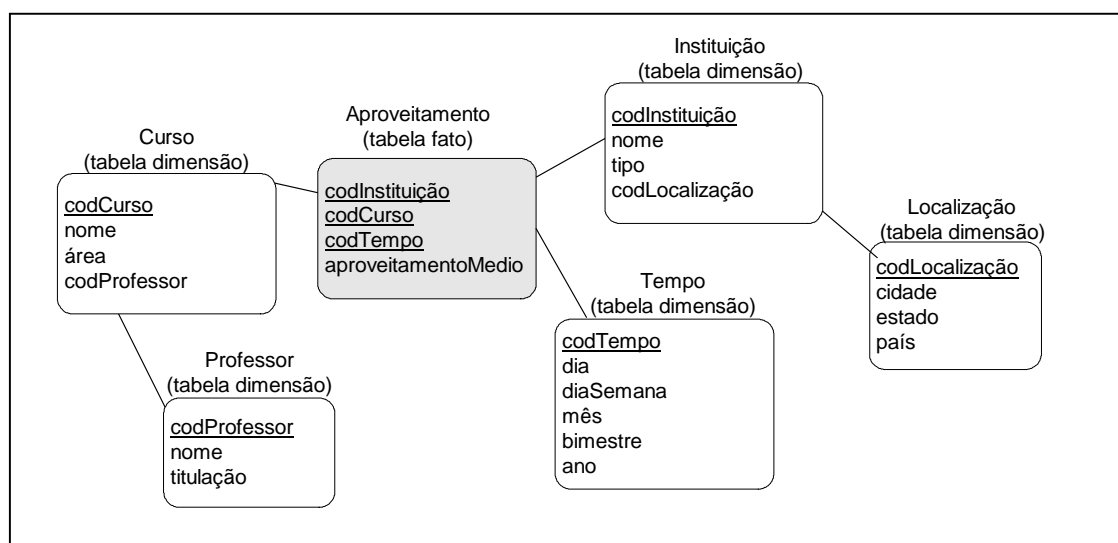 Instituição
(tabela dimensão)
codInstituição
nome
tipo
codLocalização
Aproveitamento
(tabela fato)
codInstituição
codCurso
codTempo
aproveitamentoMedio
Curso
(tabela dimensão)
codCurso
nome
área
codProfessor
Localização
(tabela dimensão)
codLocalização
cidade
estado
país
Tempo
(tabela dimensão)
codTempo
dia
diaSemana
mês
bimestre
ano
Professor
(tabela dimensão)
codProfessor
nome
titulação